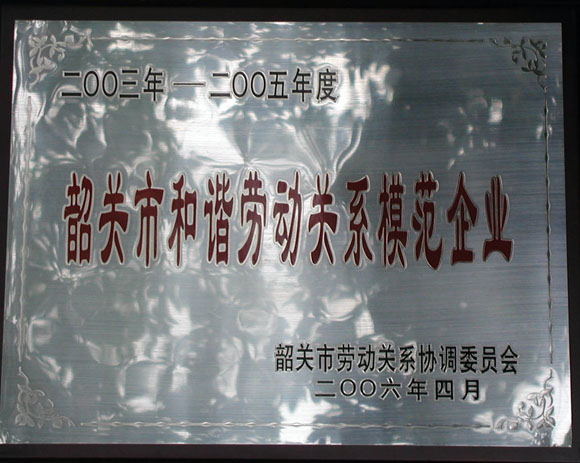 二〇〇三年—二〇〇五年度
韶关市和谐劳动关系模范企业
韶关市劳动关系协调委员会
二〇〇六年四月